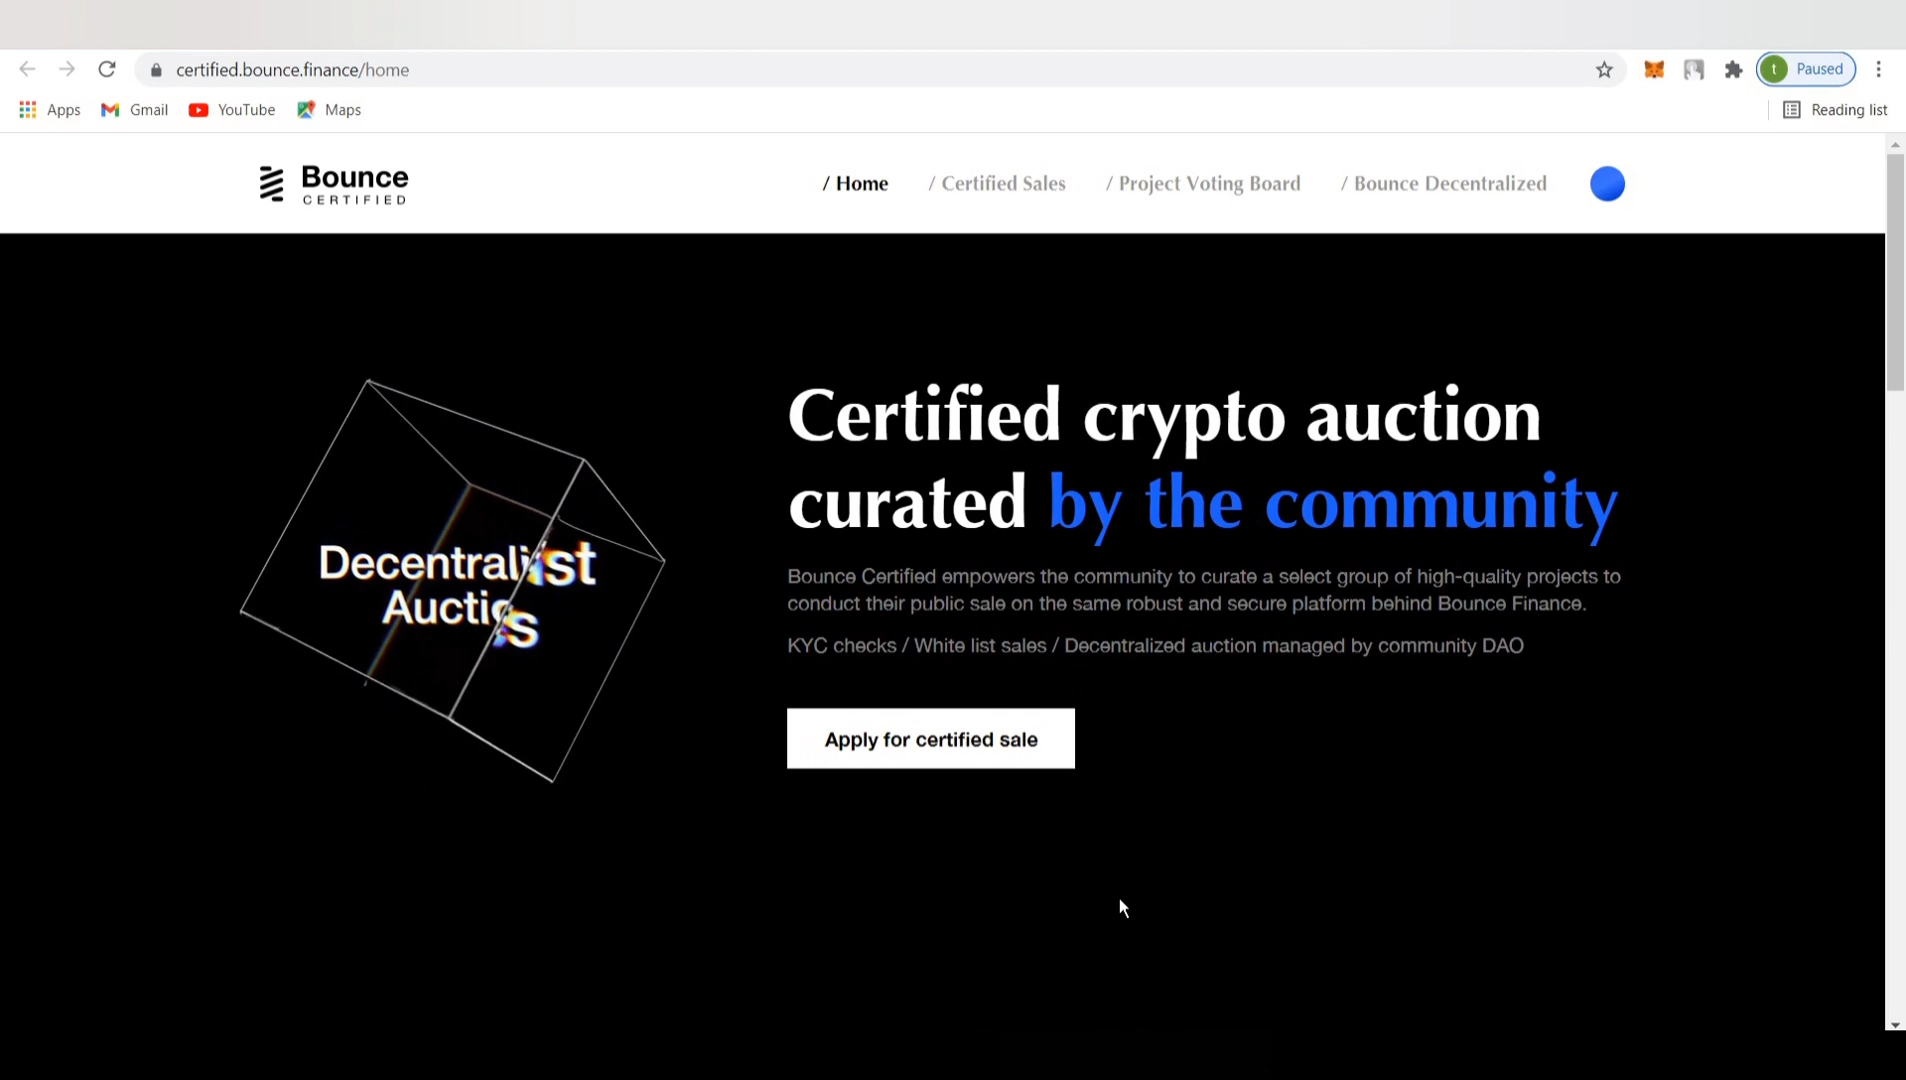 certified.bounce.finance/home
t Paused
Apps Gmail YouTube Maps Reading list
Bounce
CERTIFIED
/ Home / Certified Sales / Project Voting Board / Bounce Decentralized
Certified crypto auction
curated by the community
Bounce Certified empowers the community to curate a select group of high-quality projects to
conduct their public sale on the same robust and secure platform behind Bounce Finance.
KYC checks / White list sales / Decentralized auction managed by community DAO
Apply for certified sale